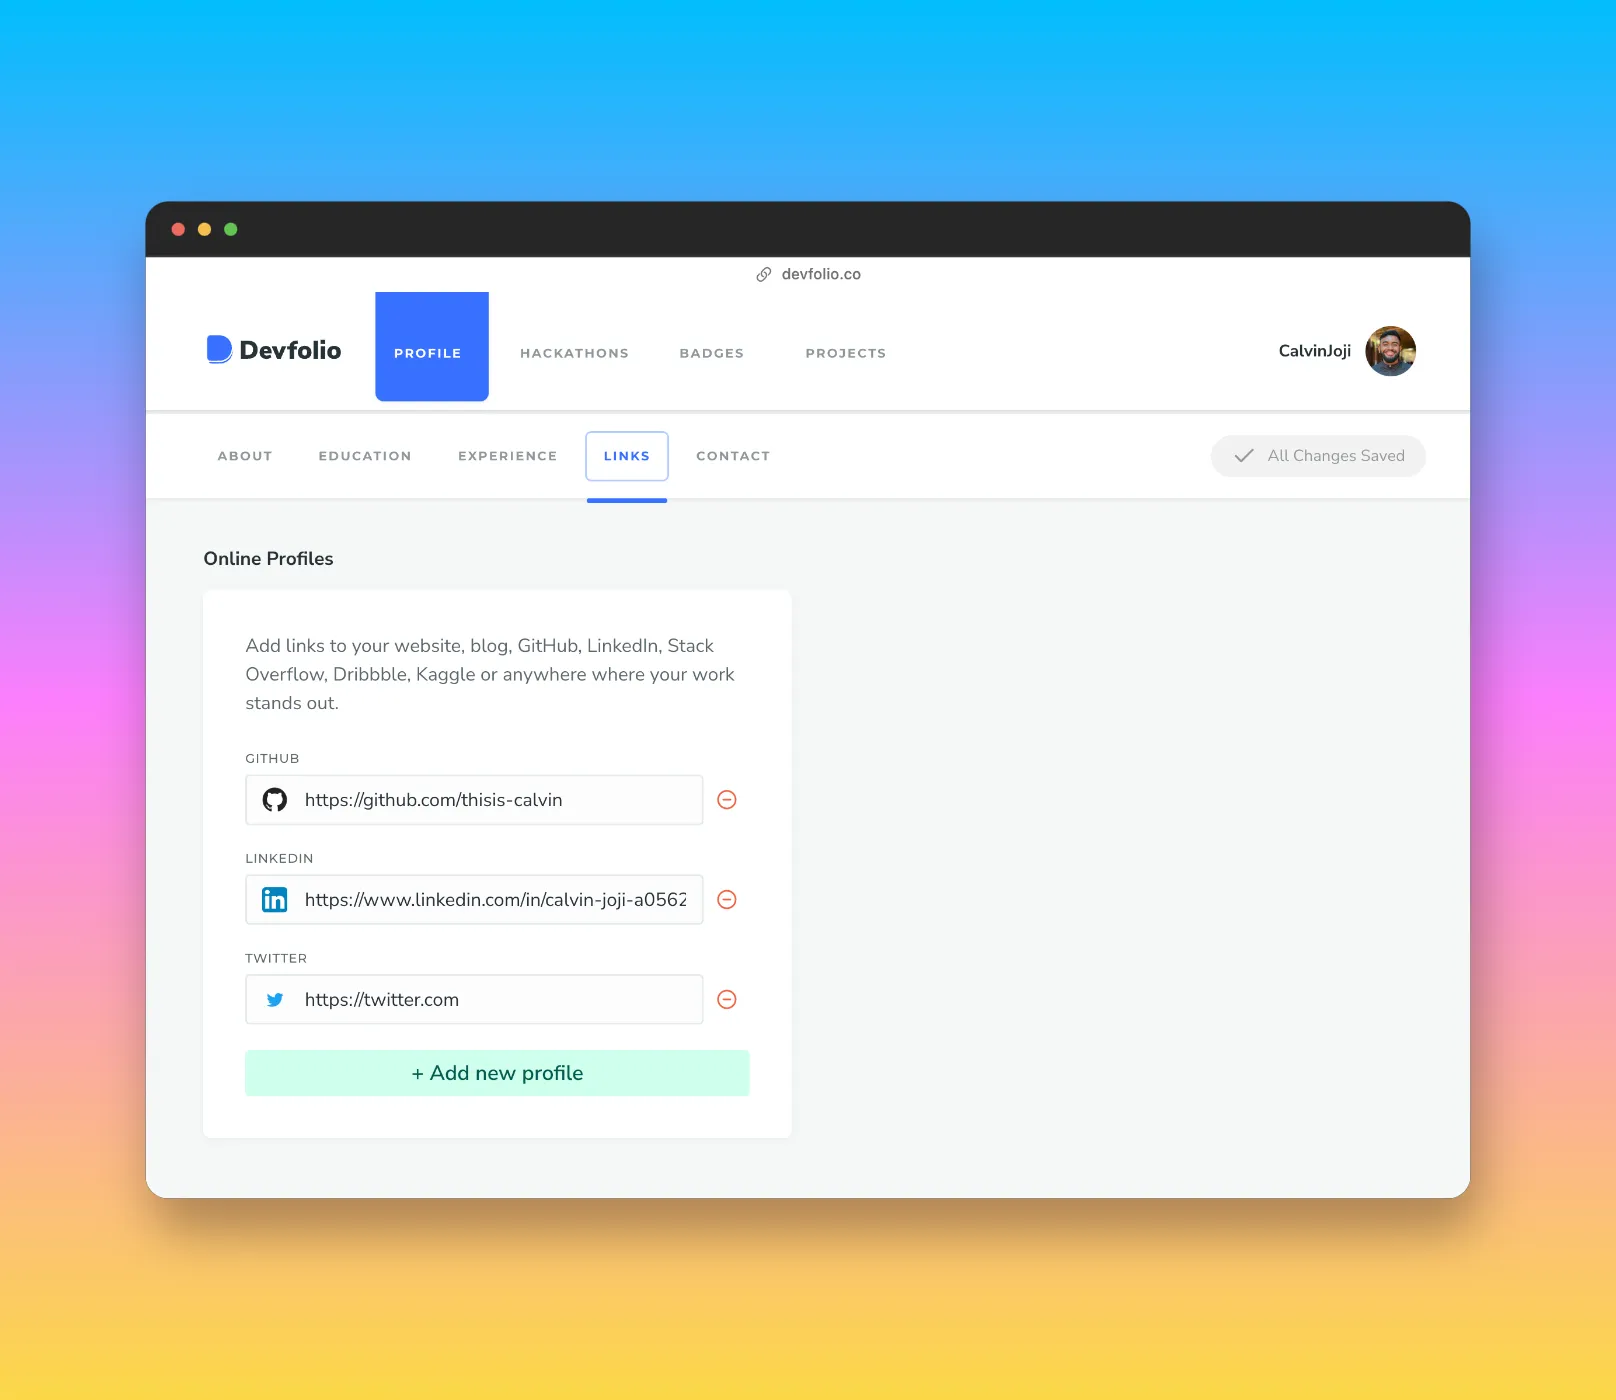 devfolio.co
Devfolio
PROFILE
HACKATHONS
BADGES
PROJECTS
CalvinJoji
ABOUT
EDUCATION
EXPERIENCE
LINKS
CONTACT
All Changes Saved
Online Profiles
Add links to your website, blog, GitHub, LinkedIn, Stack
Overflow, Dribbble, Kaggle or anywhere where your work
stands out.
GITHUB
https://github.com/thisis-calvin
LINKEDIN
https://www.linkedin.com/in/calvin-joji-a0562
TWITTER
https://twitter.com
+ Add new profile